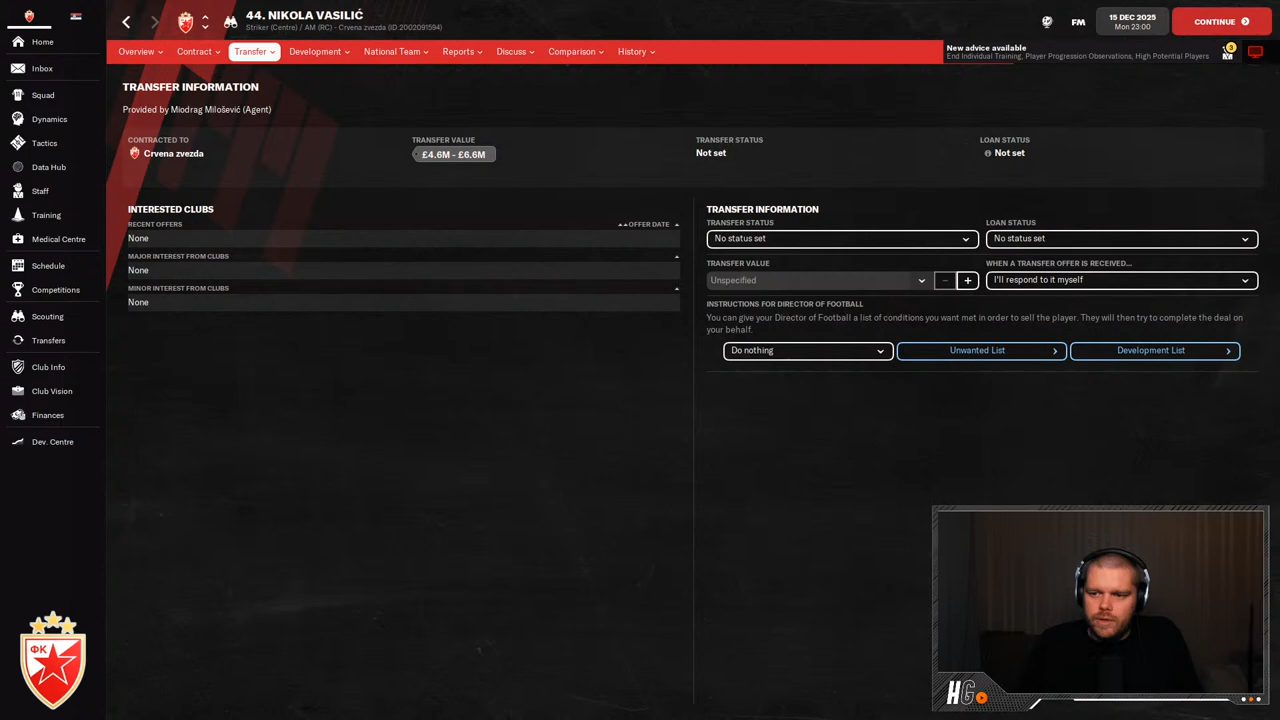 44. NIKOLA VASILIĆ
Striker (Centre) / AM (RC) - Crvena zvezda (ID:2002091594)
FM
15 DEC 2025
Mon 23:00
CONTINUE
Home
Inbox
Squad
Dynamics
Tactics
Data Hub
Staff
Training
Medical Centre
Schedule
Competitions
Scouting
Transfers
Club Info
Club Vision
Finances
Dev. Centre
Overview
Contract
Transfer
Development
National Team
Reports
Discuss
Comparison
History
New advice available
End Individual Training, Player Progression Observations, High Potential Players
3
TRANSFER INFORMATION
Provided by Miodrag Milošević (Agent)
CONTRACTED TO
Crvena zvezda
TRANSFER VALUE
£4.6M - £6.6M
TRANSFER STATUS
Not set
LOAN STATUS
Not set
INTERESTED CLUBS
RECENT OFFERS
OFFER DATE
None
MAJOR INTEREST FROM CLUBS
None
MINOR INTEREST FROM CLUBS
None
TRANSFER INFORMATION
TRANSFER STATUS
No status set
LOAN STATUS
No status set
TRANSFER VALUE
Unspecified
WHEN A TRANSFER OFFER IS RECEIVED...
I'll respond to it myself
INSTRUCTIONS FOR DIRECTOR OF FOOTBALL
You can give your Director of Football a list of conditions you want met in order to sell the player. They will then try to complete the deal on
your behalf.
Do nothing
Unwanted List
Development List
ФК
HG